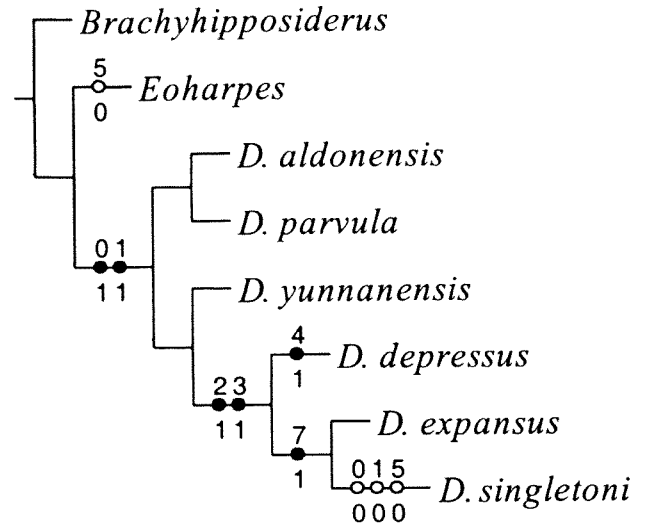 Brachyhipposiderus
5
Eoharpes
0
D. aldonensis
D. parvula
0 1
1 1
D. yunnanensis
4
D. depressus
1
2 3
1 1
D. expansus
7
1
0 1 5
D. singletoni
0 0 0